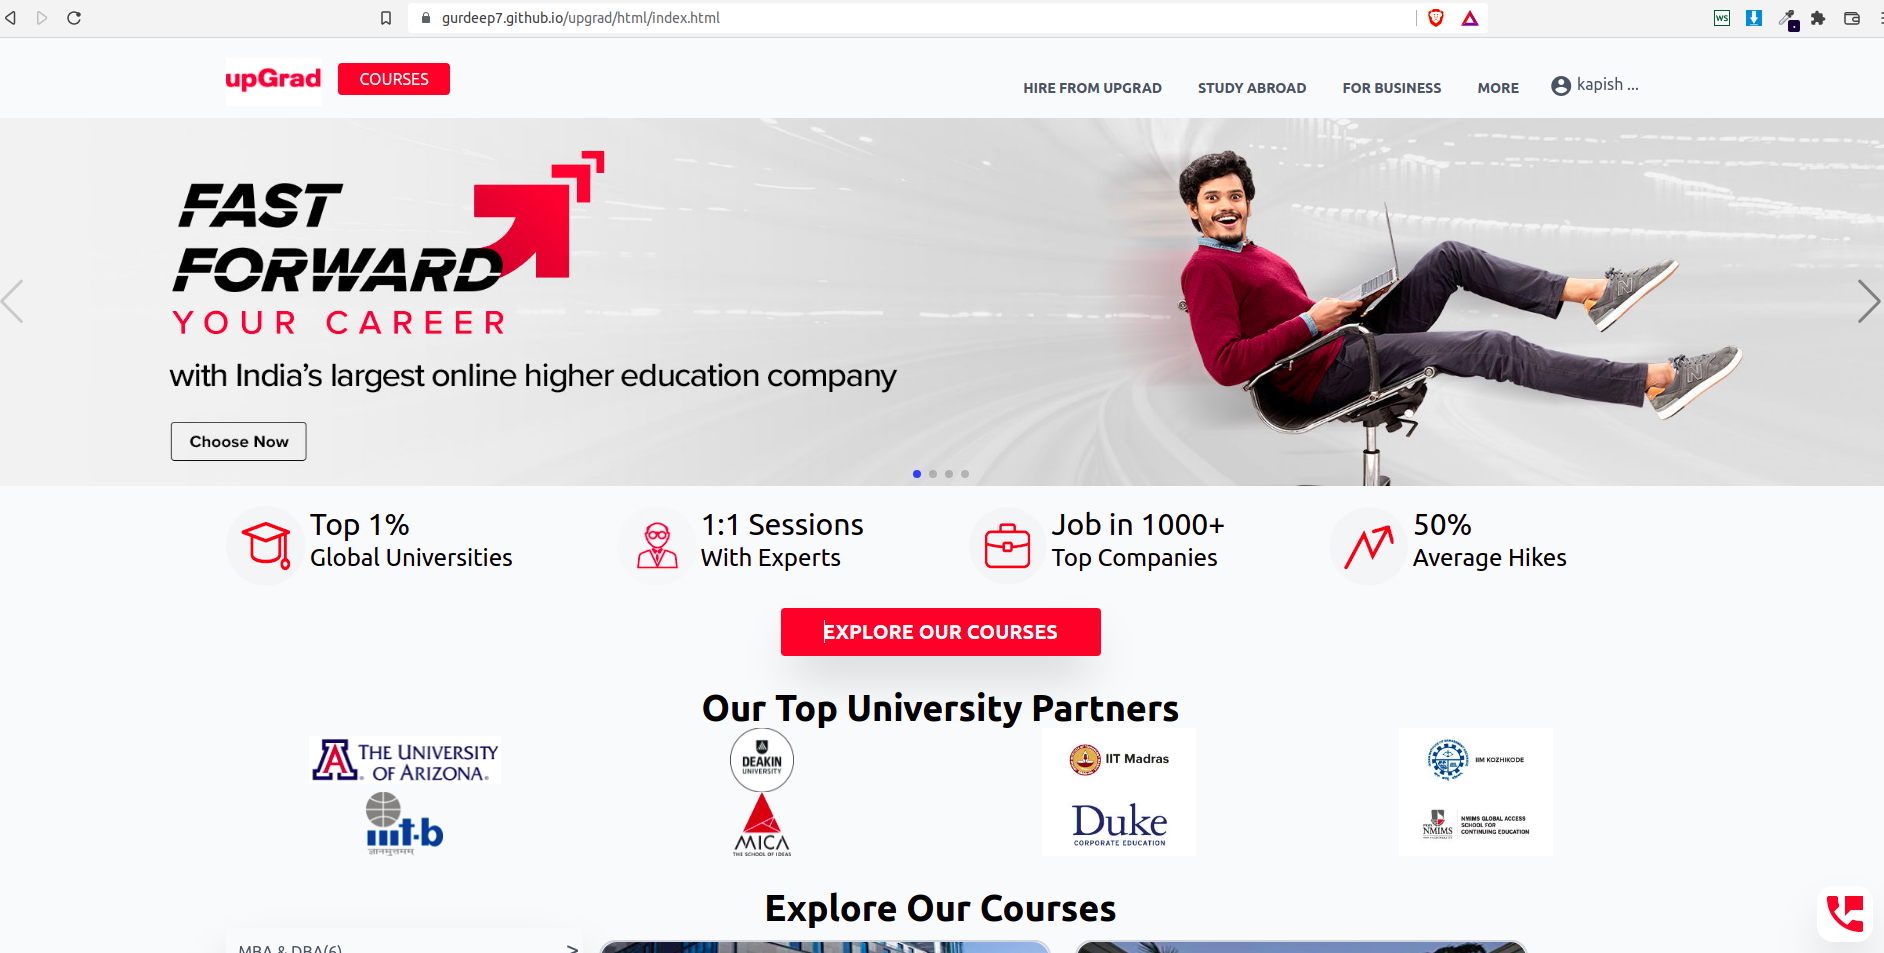 gurdeep7.github.io/upgrad/html/index.html
WS
upGrad
COURSES
HIRE FROM UPGRAD
STUDY ABROAD
FOR BUSINESS
MORE
kapish ...
FAST
FORWARD
YOUR CAREER
with India's largest online higher education company
Choose Now
Top 1%
Global Universities
1:1 Sessions
With Experts
Job in 1000+
Top Companies
50%
Average Hikes
EXPLORE OUR COURSES
Our Top University Partners
THE UNIVERSITY
OF ARIZONA.
DEAKIN
UNIVERSITY
IIT Madras
IIM KOZHIKODE
iiit-b
ज्ञानमुत्तमम्
MICA
THE SCHOOL OF IDEAS
Duke
CORPORATE EDUCATION
NMIMS
NMIMS GLOBAL ACCESS
SCHOOL FOR
CONTINUING EDUCATION
Explore Our Courses
MBA & DBA(6)
>